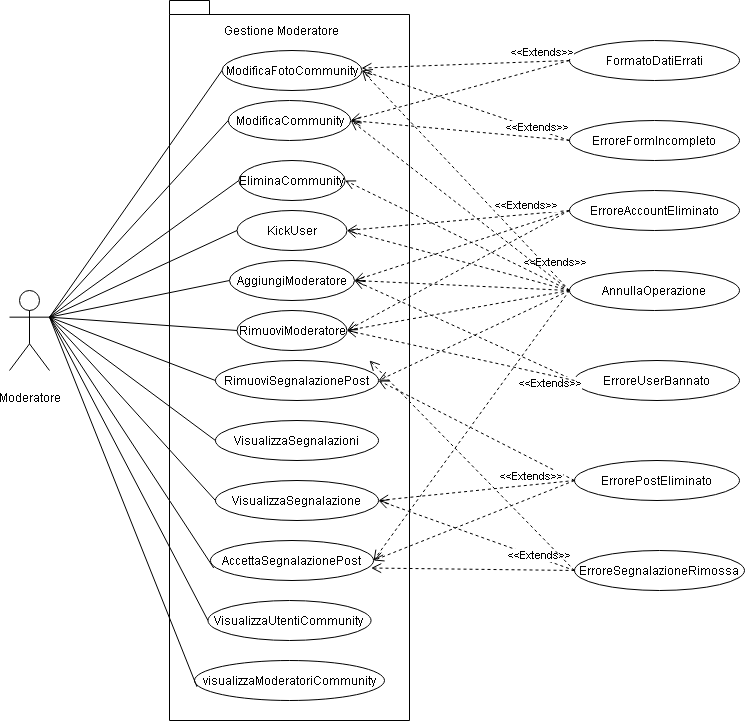 Gestione Moderatore
<<Extends>>
FormatoDatiErrati
ModificaFotoCommunity
ModificaCommunity
<<Extends>>
ErroreFormIncompleto
EliminaCommunity
<<Extends>>
ErroreAccountEliminato
KickUser
<<Extends>>
AggiungiModeratore
AnnullaOperazione
RimuoviModeratore
RimuoviSegnalazionePost
<<Extends>>
ErroreUserBannato
Moderatore
VisualizzaSegnalazioni
<<Extends>>
ErrorePostEliminato
VisualizzaSegnalazione
<<Extends>>
AccettaSegnalazionePost
ErroreSegnalazioneRimossa
VisualizzaUtentiCommunity
visualizzaModeratoriCommunity